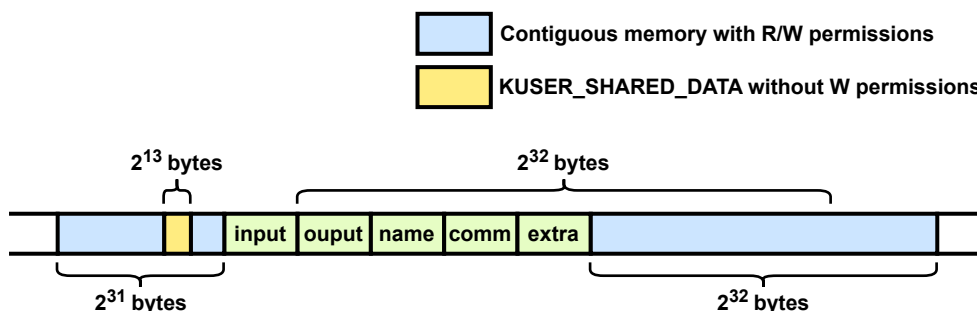 Contiguous memory with R/W permissions
KUSER_SHARED_DATA without W permissions
2^13 bytes
2^32 bytes
input ouput name comm extra
2^31 bytes
2^32 bytes